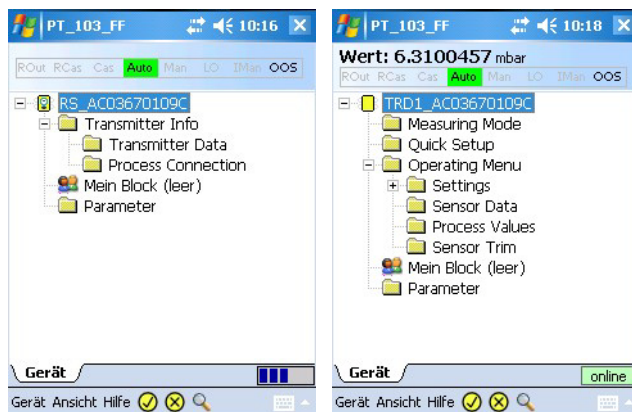 PT_103_FF 10:16
ROut RCas Cas Auto Man LO IMan OOS
RS_AC03670109C
Transmitter Info
Transmitter Data
Process Connection
Mein Block (leer)
Parameter
Gerät
Gerät Ansicht Hilfe
PT_103_FF 10:18
Wert: 6.3100457 mbar
ROut RCas Cas Auto Man LO IMan OOS
TRD1_AC03670109C
Measuring Mode
Quick Setup
Operating Menu
Settings
Sensor Data
Process Values
Sensor Trim
Mein Block (leer)
Parameter
Gerät
online
Gerät Ansicht Hilfe